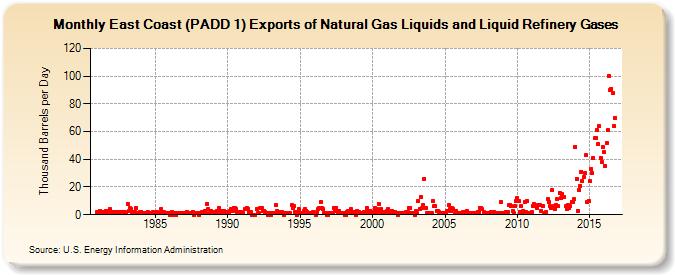 Monthly East Coast (PADD 1) Exports of Natural Gas Liquids and Liquid Refinery Gases
Thousand Barrels per Day
120
100
80
60
40
20
0
1985 1990 1995 2000 2005 2010 2015
Source: U.S. Energy Information Administration